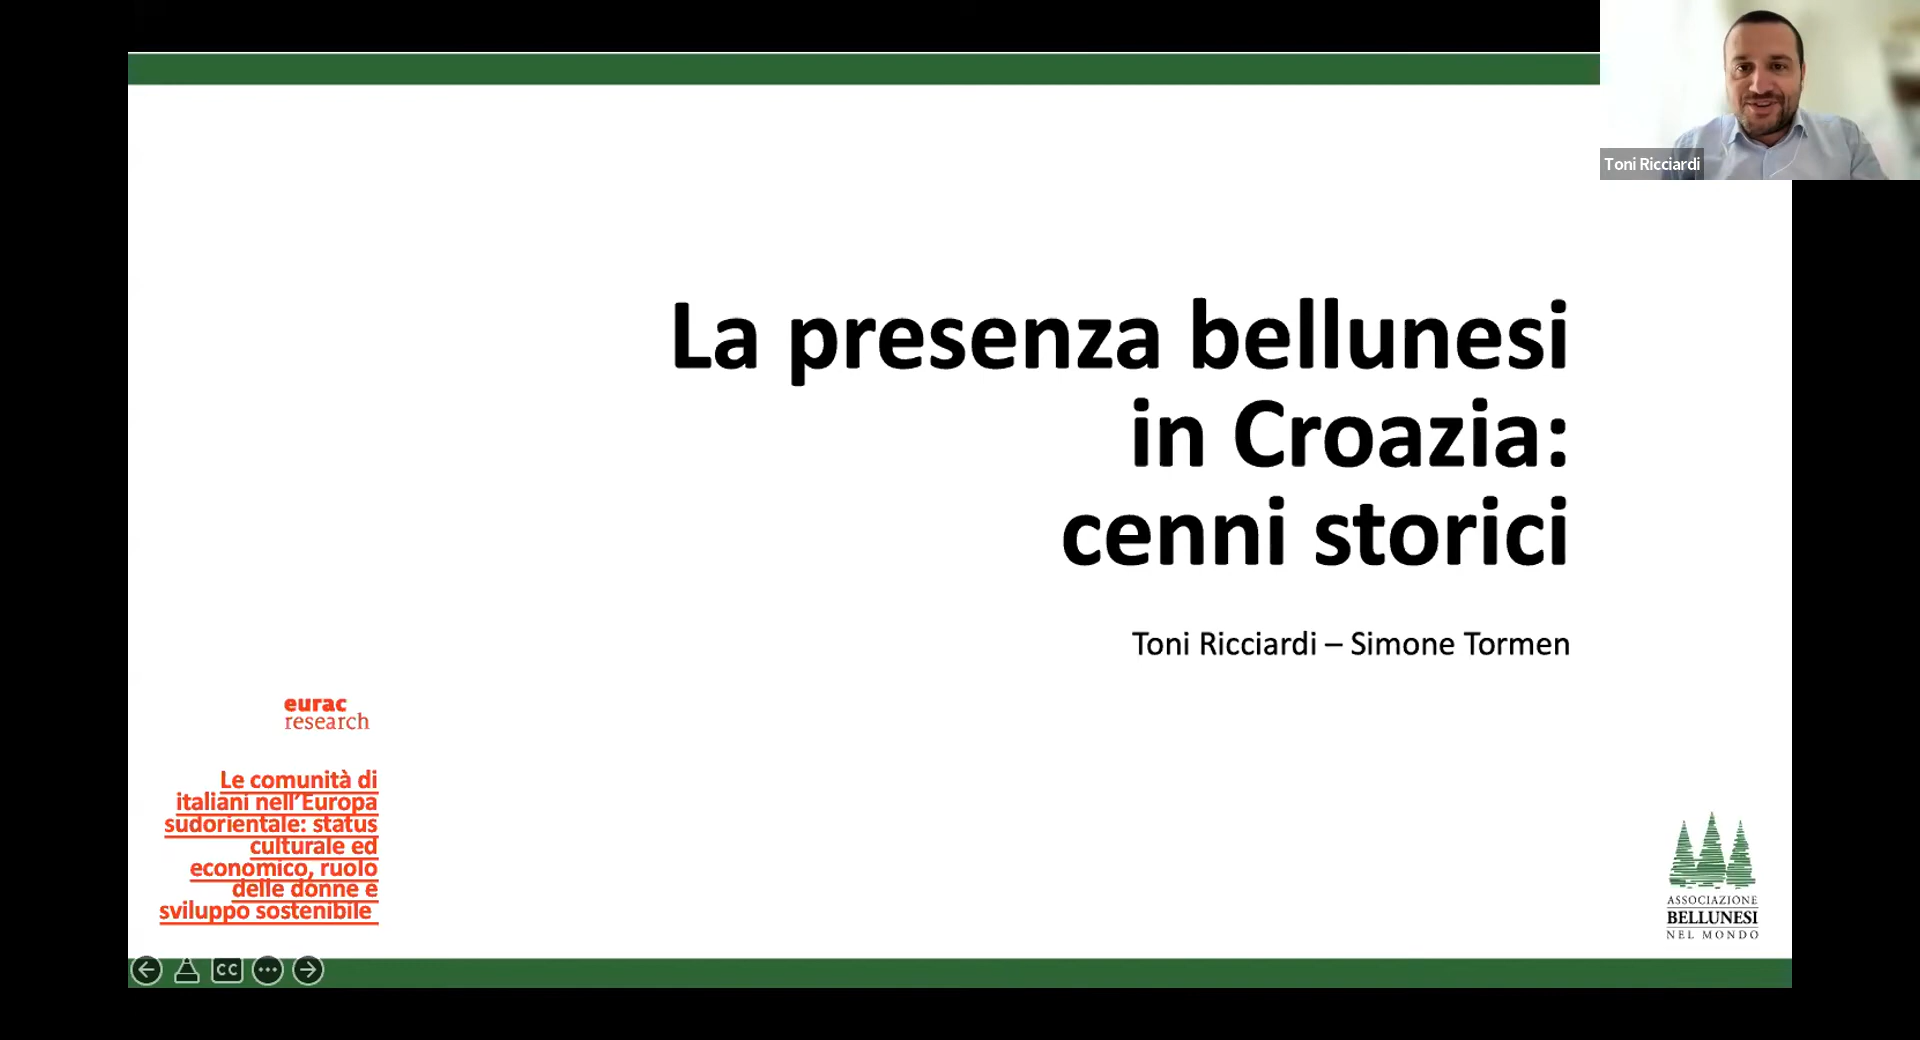 Toni Ricciardi
La presenza bellunesi
in Croazia:
cenni storici
Toni Ricciardi – Simone Tormen
eurac
research
Le comunità di
italiani nell'Europa
sudorientale: status
culturale ed
economico, ruolo
delle donne e
sviluppo sostenibile
ASSOCIAZIONE
BELLUNESI
NEL MONDO
CC